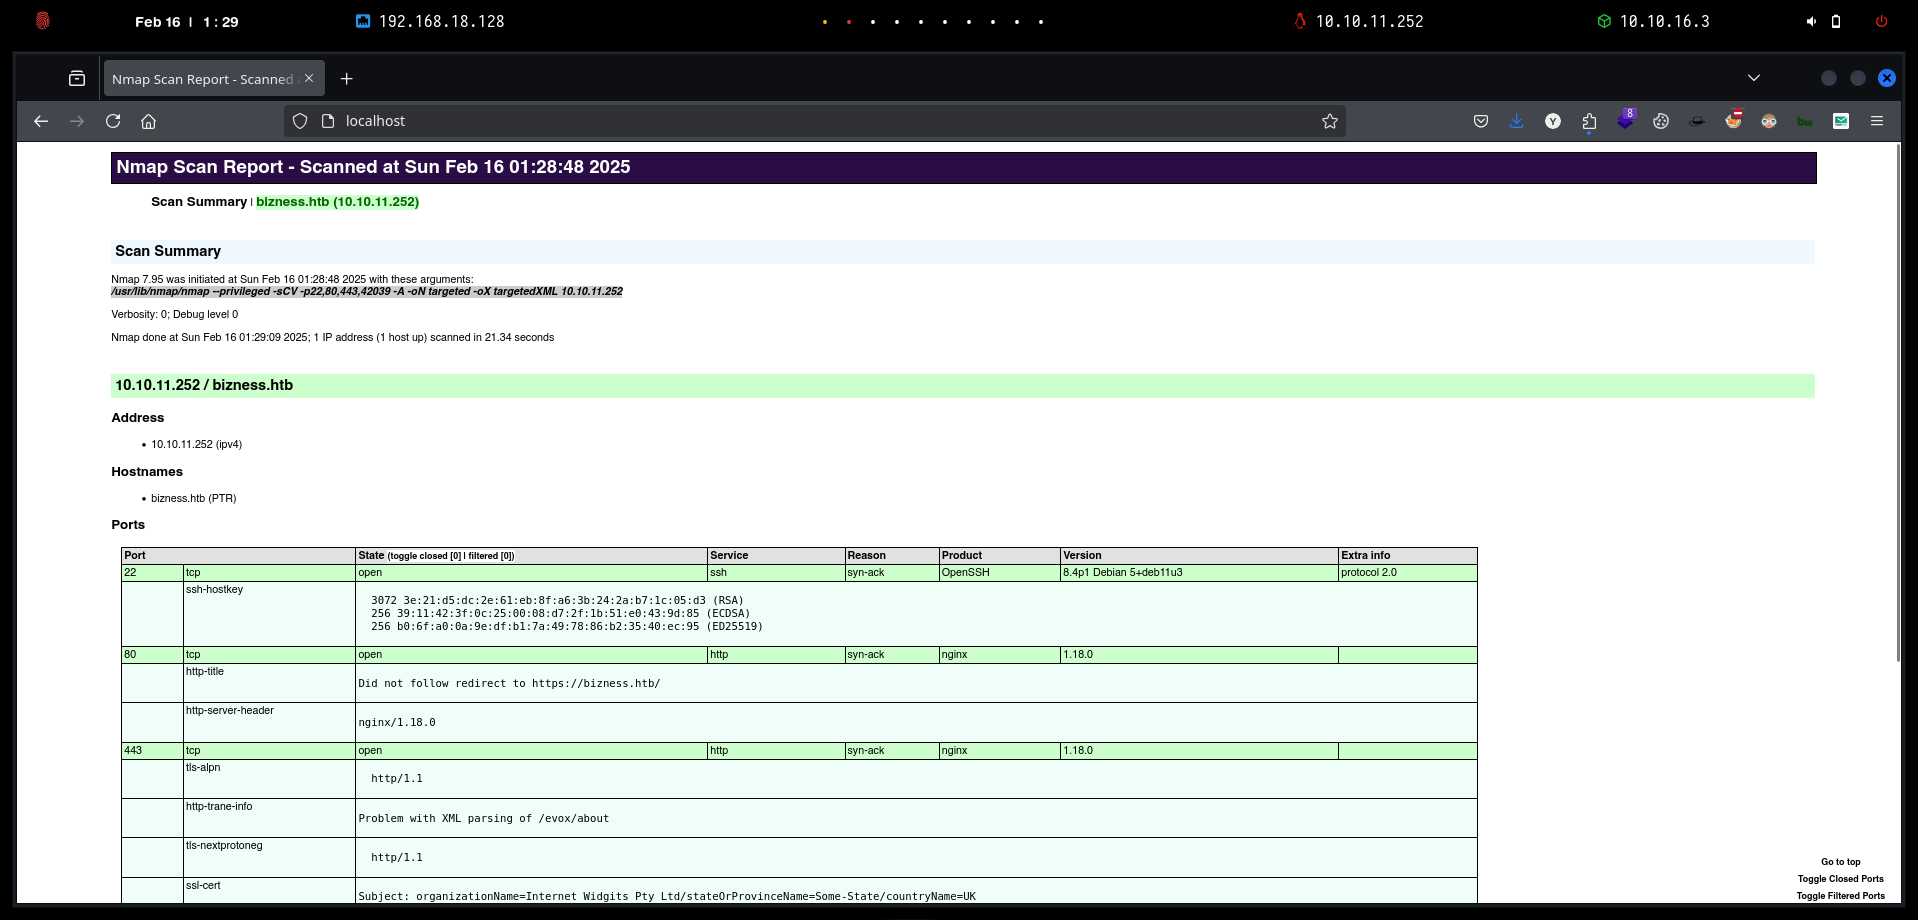 Feb 16 | 1 : 29
192.168.18.128
10.10.11.252
10.10.16.3
Nmap Scan Report - Scanned
localhost
Y
8
bw
Nmap Scan Report - Scanned at Sun Feb 16 01:28:48 2025
Scan Summary | bizness.htb (10.10.11.252)
Scan Summary
Nmap 7.95 was initiated at Sun Feb 16 01:28:48 2025 with these arguments:
/usr/lib/nmap/nmap --privileged -sCV -p22,80,443,42039 -A -oN targeted -oX targetedXML 10.10.11.252
Verbosity: 0; Debug level 0
Nmap done at Sun Feb 16 01:29:09 2025; 1 IP address (1 host up) scanned in 21.34 seconds
10.10.11.252 / bizness.htb
Address
• 10.10.11.252 (ipv4)
Hostnames
• bizness.htb (PTR)
Ports
Port State (toggle closed [0] | filtered [0]) Service Reason Product Version Extra info
22 tcp open ssh syn-ack OpenSSH 8.4p1 Debian 5+deb11u3 protocol 2.0
ssh-hostkey
3072 3e:21:d5:dc:2e:61:eb:8f:a6:3b:24:2a:b7:1c:05:d3 (RSA)
256 39:11:42:3f:0c:25:00:08:d7:2f:1b:51:e0:43:9d:85 (ECDSA)
256 b0:6f:a0:0a:9e:df:b1:7a:49:78:86:b2:35:40:ec:95 (ED25519)
80 tcp open http syn-ack nginx 1.18.0
http-title
Did not follow redirect to https://bizness.htb/
http-server-header
nginx/1.18.0
443 tcp open http syn-ack nginx 1.18.0
tls-alpn
http/1.1
http-trane-info
Problem with XML parsing of /evox/about
tls-nextprotoneg
http/1.1
ssl-cert
Subject: organizationName=Internet Widgits Pty Ltd/stateOrProvinceName=Some-State/countryName=UK
Go to top
Toggle Closed Ports
Toggle Filtered Ports